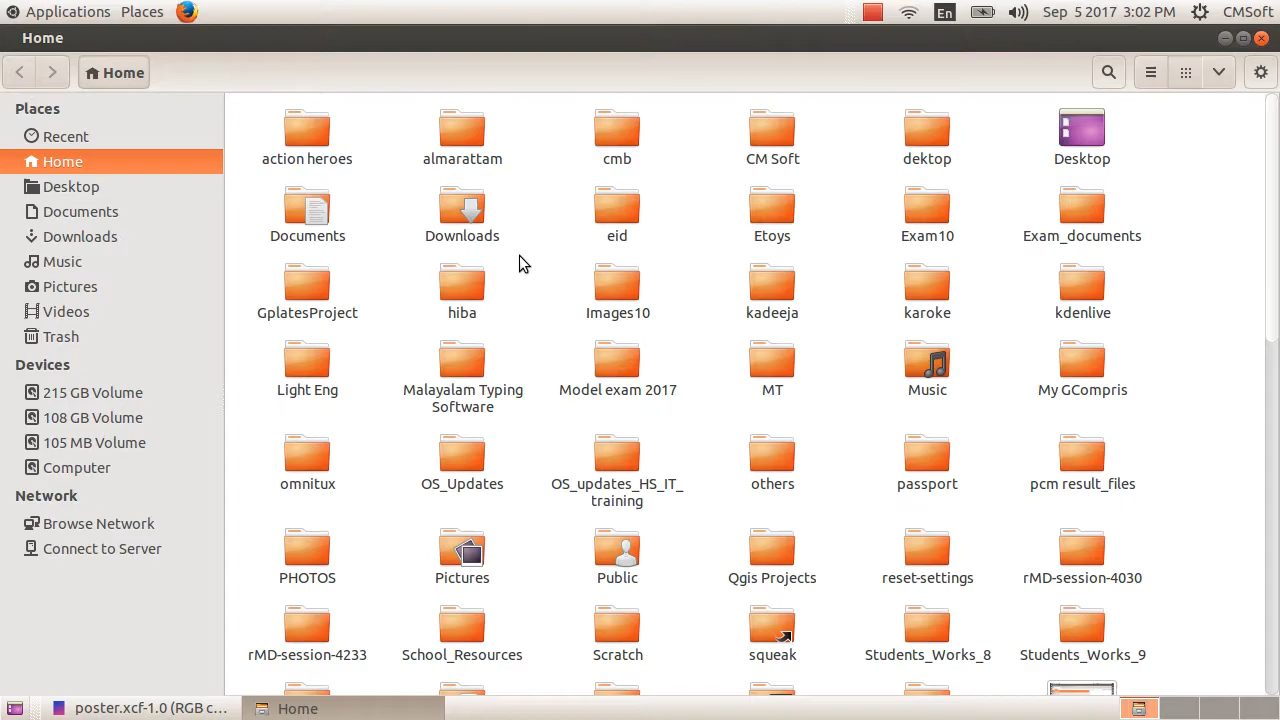 Applications Places En Sep 5 2017 3:02 PM CMSoft
Home
Home
Places
Recent
Home
Desktop
Documents
Downloads
Music
Pictures
Videos
Trash
Devices
215 GB Volume
108 GB Volume
105 MB Volume
Computer
Network
Browse Network
Connect to Server
action heroes almarattam cmb CM Soft dektop Desktop
Documents Downloads eid Etoys Exam10 Exam_documents
GplatesProject hiba Images10 kadeeja karoke kdenlive
Light Eng Malayalam Typing Model exam 2017 MT Music My GCompris
Software
omnitux OS_Updates OS_updates_HS_IT_ others passport pcm result_files
training
PHOTOS Pictures Public Qgis Projects reset-settings rMD-session-4030
rMD-session-4233 School_Resources Scratch squeak Students_Works_8 Students_Works_9
poster.xcf-1.0 (RGB c... Home